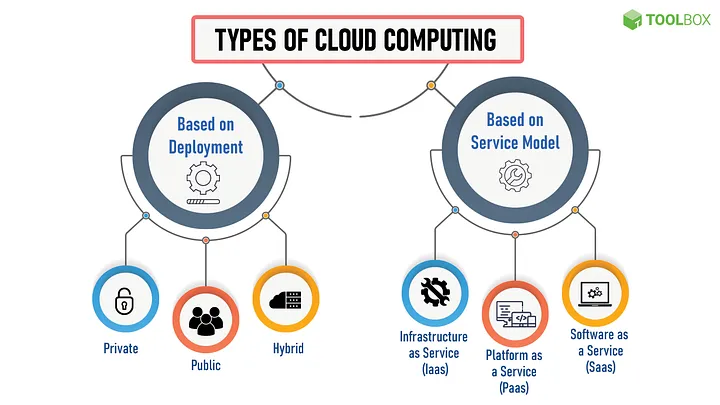 TOOLBOX
TYPES OF CLOUD COMPUTING
Based on
Deployment
Based on
Service Model
Private
Public
Hybrid
Infrastructure
as Service
(Iaas)
Platform as
a Service
(Paas)
Software as
a Service
(Saas)